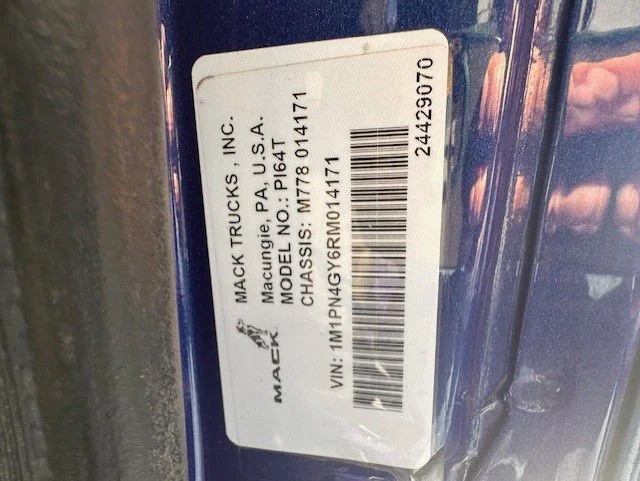 MACK TRUCKS , INC.
Macungie, PA, U.S.A.
MODEL NO.: PI64T
CHASSIS: M778 014171
MACK
VIN: 1M1PN4GY6RM014171
24429070